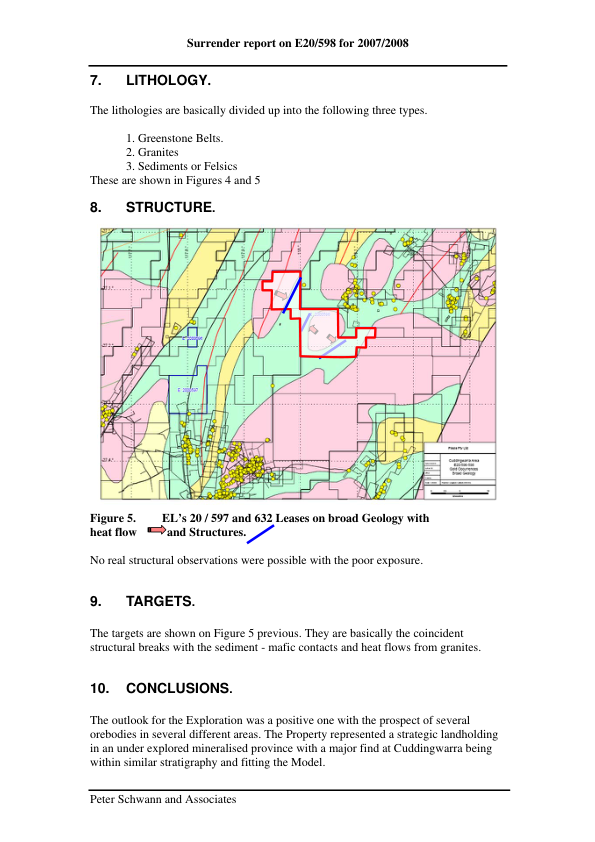 Surrender report on E20/598 for 2007/2008
7. LITHOLOGY.
The lithologies are basically divided up into the following three types.
1. Greenstone Belts.
2. Granites
3. Sediments or Felsics
These are shown in Figures 4 and 5
8. STRUCTURE.
Figure 5. EL's 20 / 597 and 632 Leases on broad Geology with
heat flow and Structures.
No real structural observations were possible with the poor exposure.
9. TARGETS.
The targets are shown on Figure 5 previous. They are basically the coincident
structural breaks with the sediment - mafic contacts and heat flows from granites.
10. CONCLUSIONS.
The outlook for the Exploration was a positive one with the prospect of several
orebodies in several different areas. The Property represented a strategic landholding
in an under explored mineralised province with a major find at Cuddingwarra being
within similar stratigraphy and fitting the Model.
Peter Schwann and Associates